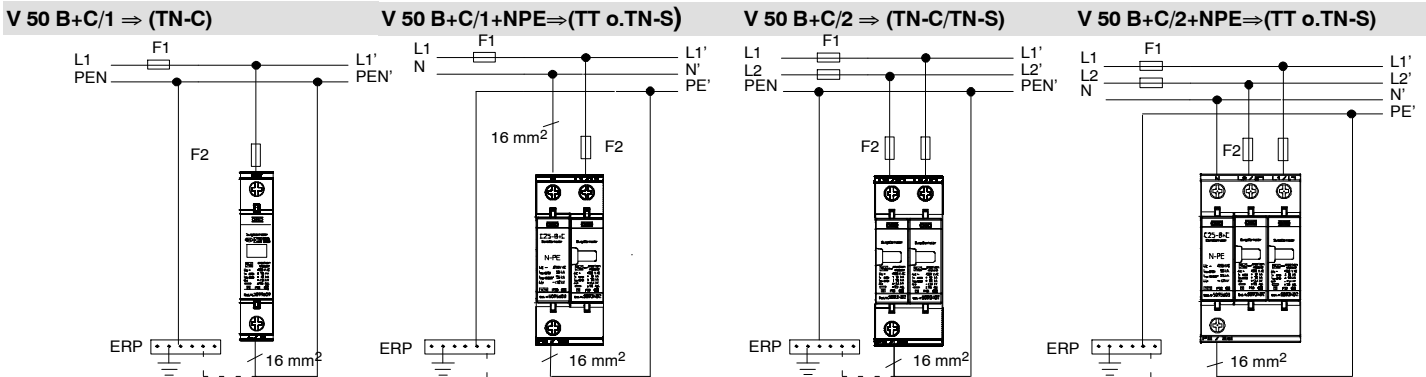 V 50 B+C/1 ⇒ (TN-C)
F1
L1
PEN
L1’
PEN’
F2
ERP
16 mm²
V 50 B+C/1+NPE⇒(TT o.TN-S)
F1
L1
N
L1’
N’
PE’
16 mm²
F2
C25-B+C
N-PE
ERP
16 mm²
V 50 B+C/2 ⇒ (TN-C/TN-S)
F1
L1
L2
PEN
L1’
L2’
PEN’
F2
ERP
16 mm²
V 50 B+C/2+NPE⇒(TT o.TN-S)
F1
L1
L2
N
L1’
L2’
N’
PE’
F2
C25-B+C
N-PE
ERP
16 mm²